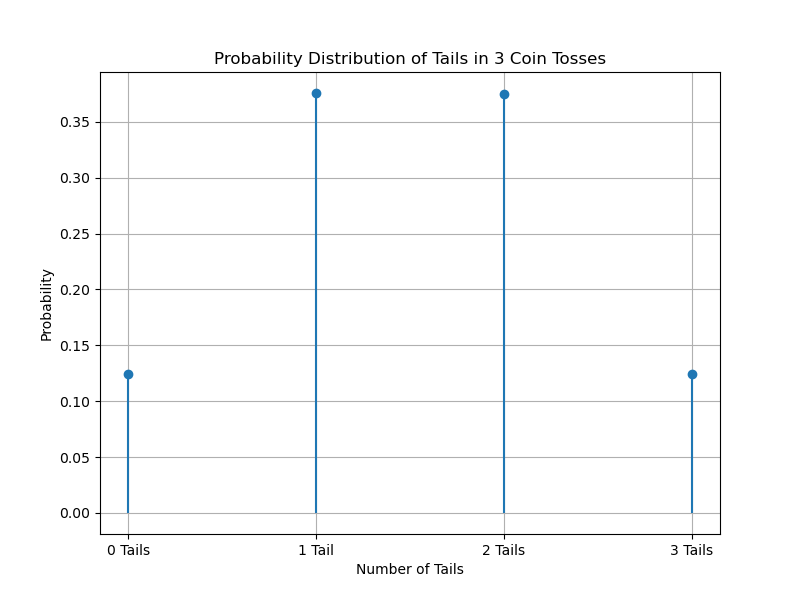 Probability Distribution of Tails in 3 Coin Tosses
Probability
0.35
0.30
0.25
0.20
0.15
0.10
0.05
0.00
0 Tails 1 Tail 2 Tails 3 Tails
Number of Tails